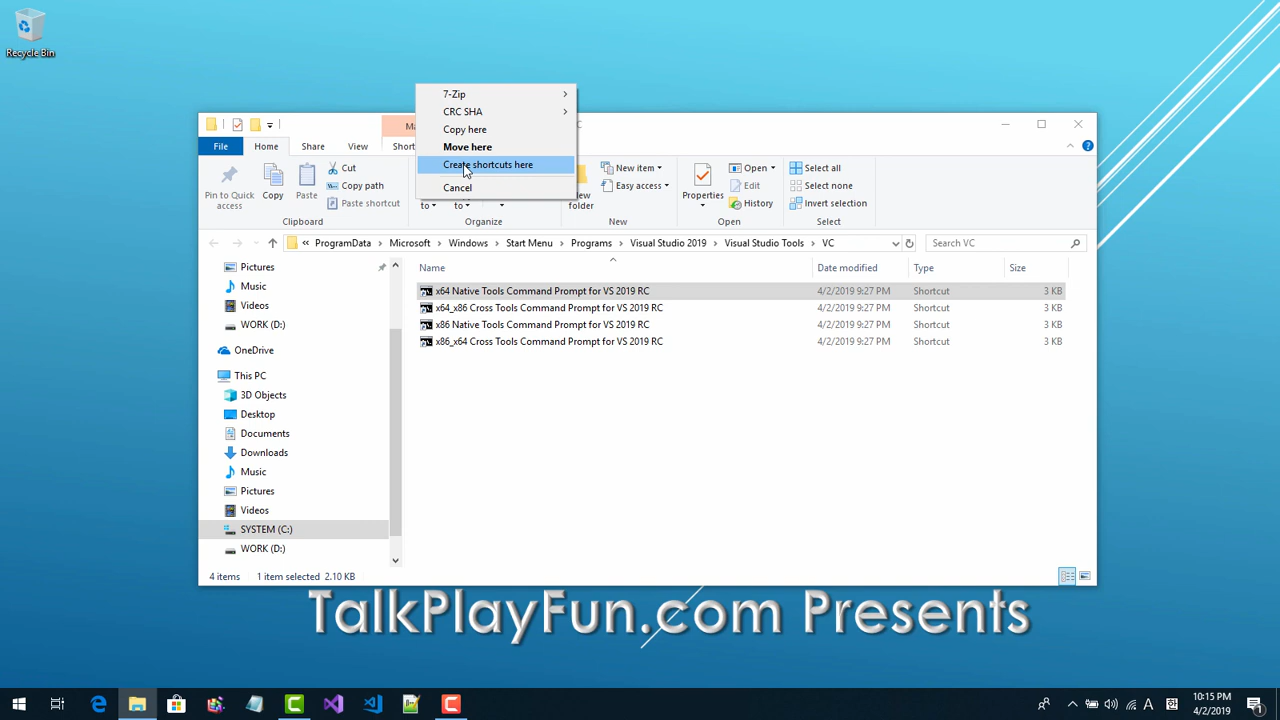 Recycle Bin
7-Zip
CRC SHA
Copy here
Move here
Create shortcuts here
Cancel
Ma
C
File
Home
Share
View
Short
Pin to Quick
access
Copy
Paste
Cut
Copy path
Paste shortcut
Clipboard
to
to
Organize
New
folder
New item
Easy access
New
Properties
Open
Edit
History
Open
Select all
Select none
Invert selection
Select
« ProgramData > Microsoft > Windows > Start Menu > Programs > Visual Studio 2019 > Visual Studio Tools > VC
Search VC
Pictures
Music
Videos
WORK (D:)
OneDrive
This PC
3D Objects
Desktop
Documents
Downloads
Music
Pictures
Videos
SYSTEM (C:)
WORK (D:)
Name Date modified Type Size
x64 Native Tools Command Prompt for VS 2019 RC 4/2/2019 9:27 PM Shortcut 3 KB
x64_x86 Cross Tools Command Prompt for VS 2019 RC 4/2/2019 9:27 PM Shortcut 3 KB
x86 Native Tools Command Prompt for VS 2019 RC 4/2/2019 9:27 PM Shortcut 3 KB
x86_x64 Cross Tools Command Prompt for VS 2019 RC 4/2/2019 9:27 PM Shortcut 3 KB
4 items 1 item selected 2.10 KB
TalkPlayFun.com Presents
A
10:15 PM
4/2/2019
1